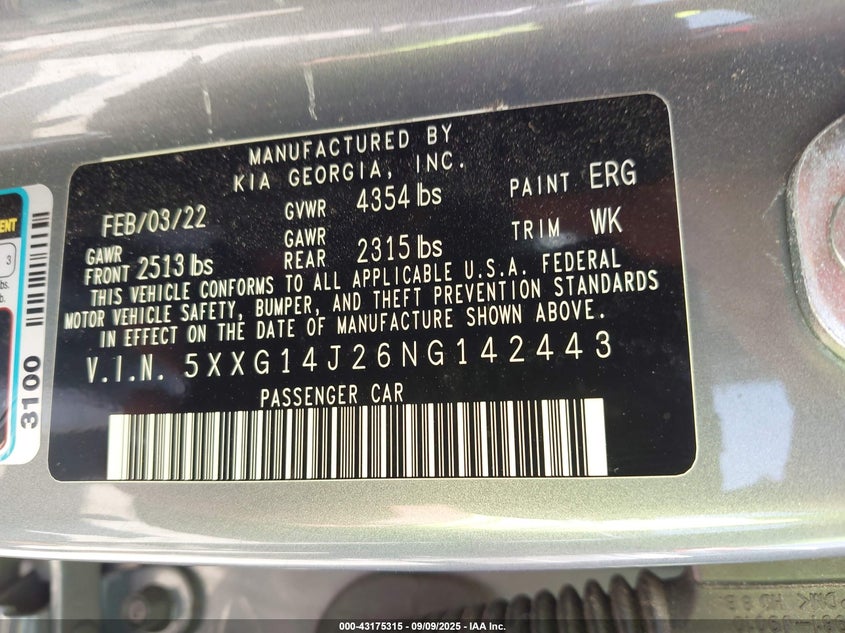 MANUFACTURED BY
KIA GEORGIA, INC.
FEB/03/22 GVWR 4354 lbs PAINT ERG
GAWR FRONT 2513 lbs GAWR REAR 2315 lbs TRIM WK
THIS VEHICLE CONFORMS TO ALL APPLICABLE U.S.A. FEDERAL
MOTOR VEHICLE SAFETY, BUMPER, AND THEFT PREVENTION STANDARDS
IN EFFECT ON THE DATE OF MANUFACTURE SHOWN ABOVE.
V.I.N. 5XXG14J26NG142443
PASSENGER CAR
3100
3
000-43175315 - 09/09/2025 - IAA Inc.